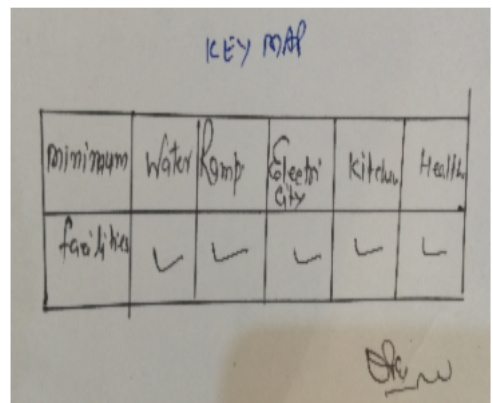 KEY MAP
minimum Water Ramp Electri Kitchen Health
city
facilities ✓ ✓ ✓ ✓ ✓